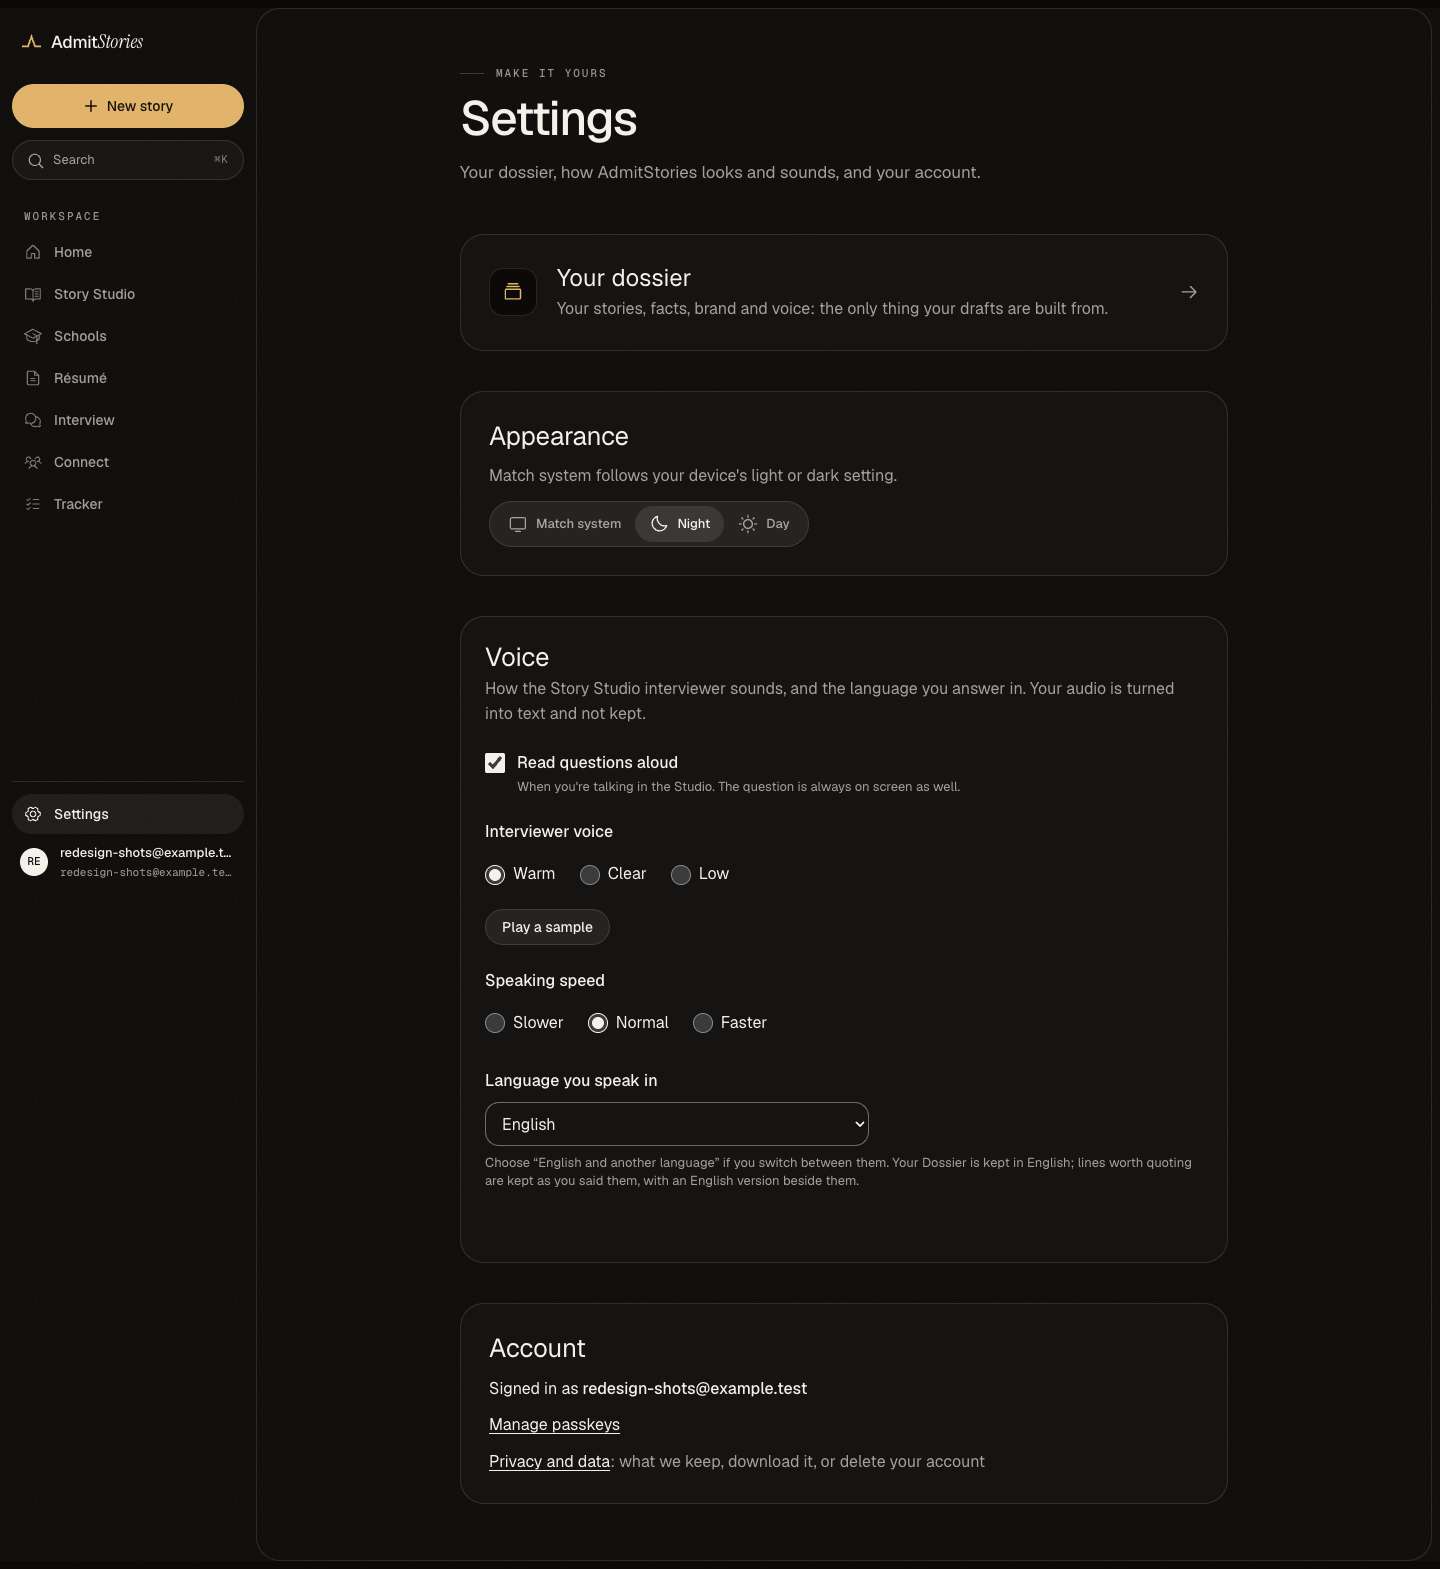 AdmitStories
New story
Search ⌘K
WORKSPACE
Home
Story Studio
Schools
Résumé
Interview
Connect
Tracker
Settings
RE
redesign-shots@example.t...
redesign-shots@example.te...
MAKE IT YOURS
Settings
Your dossier, how AdmitStories looks and sounds, and your account.
Your dossier
Your stories, facts, brand and voice: the only thing your drafts are built from.
Appearance
Match system follows your device's light or dark setting.
Match system Night Day
Voice
How the Story Studio interviewer sounds, and the language you answer in. Your audio is turned
into text and not kept.
Read questions aloud
When you're talking in the Studio. The question is always on screen as well.
Interviewer voice
Warm Clear Low
Play a sample
Speaking speed
Slower Normal Faster
Language you speak in
English
Choose “English and another language” if you switch between them. Your Dossier is kept in English; lines worth quoting
are kept as you said them, with an English version beside them.
Account
Signed in as redesign-shots@example.test
Manage passkeys
Privacy and data: what we keep, download it, or delete your account